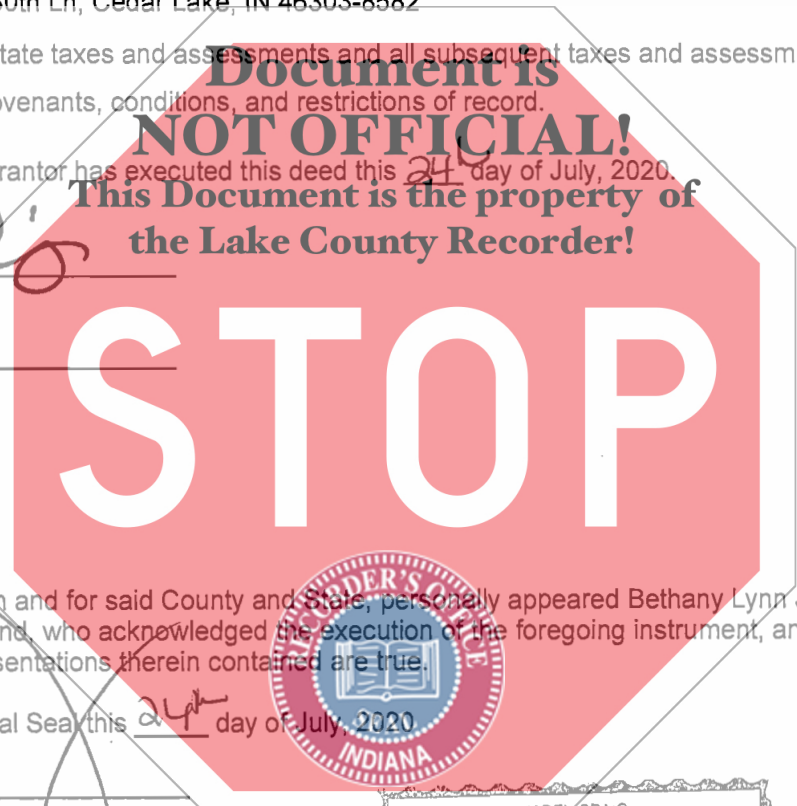 50th Ln, Cedar Lake, IN 46303-8582
tate taxes and assessments and all subsequent taxes and assessm
Document is
ovenants, conditions, and restrictions of record.
NOT OFFICIAL!
rantor has executed this deed this 24th day of July, 2020.
This Document is the property of
the Lake County Recorder!
STOP
n and for said County and State, personally appeared Bethany Lynn
nd, who acknowledged the execution of the foregoing instrument, an
sentations therein contained are true.
al Seal this 24th day of July, 2020
RECORDER'S OFFICE
INDIANA